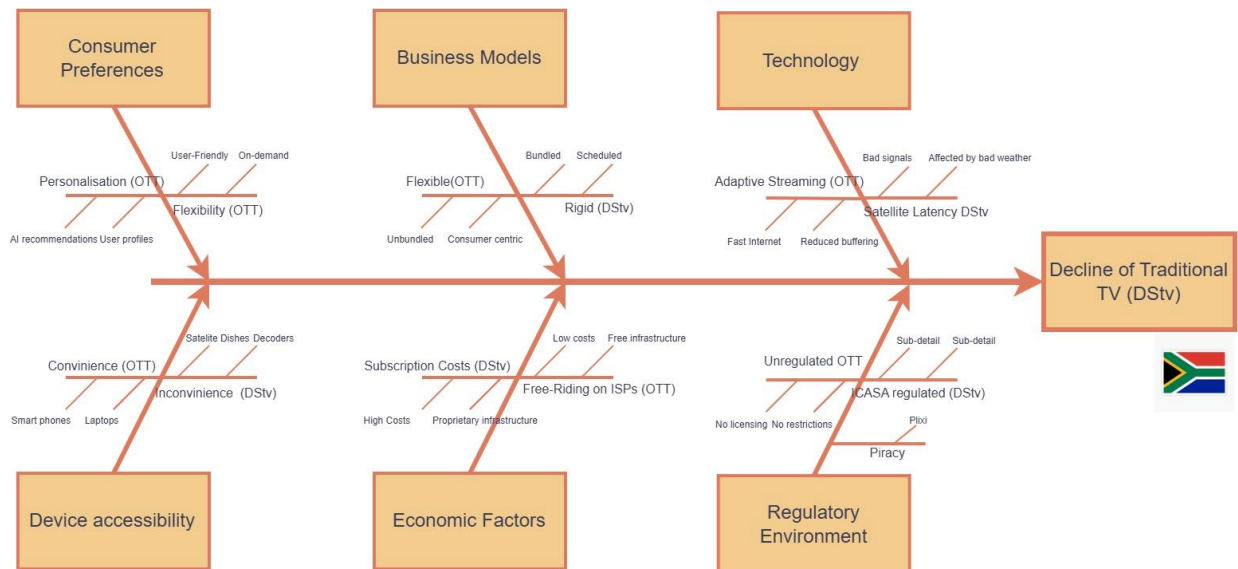 Consumer
Preferences
Business Models
Technology
User-Friendly
On-demand
Personalisation (OTT)
Flexibility (OTT)
AI recommendations
User profiles
Bundled
Scheduled
Flexible(OTT)
Rigid (DStv)
Unbundled
Consumer centric
Bad signals
Affected by bad weather
Adaptive Streaming (OTT)
Satellite Latency DStv
Fast Internet
Reduced buffering
Decline of Traditional
TV (DStv)
Satelite Dishes
Decoders
Convinience (OTT)
Inconvinience (DStv)
Smart phones
Laptops
Low costs
Free infrastructure
Subscription Costs (DStv)
Free-Riding on ISPs (OTT)
High Costs
Proprietary infrastructure
Sub-detail
Sub-detail
Unregulated OTT
ICASA regulated (DStv)
No licensing
No restrictions
Piracy
Device accessibility
Economic Factors
Regulatory
Environment